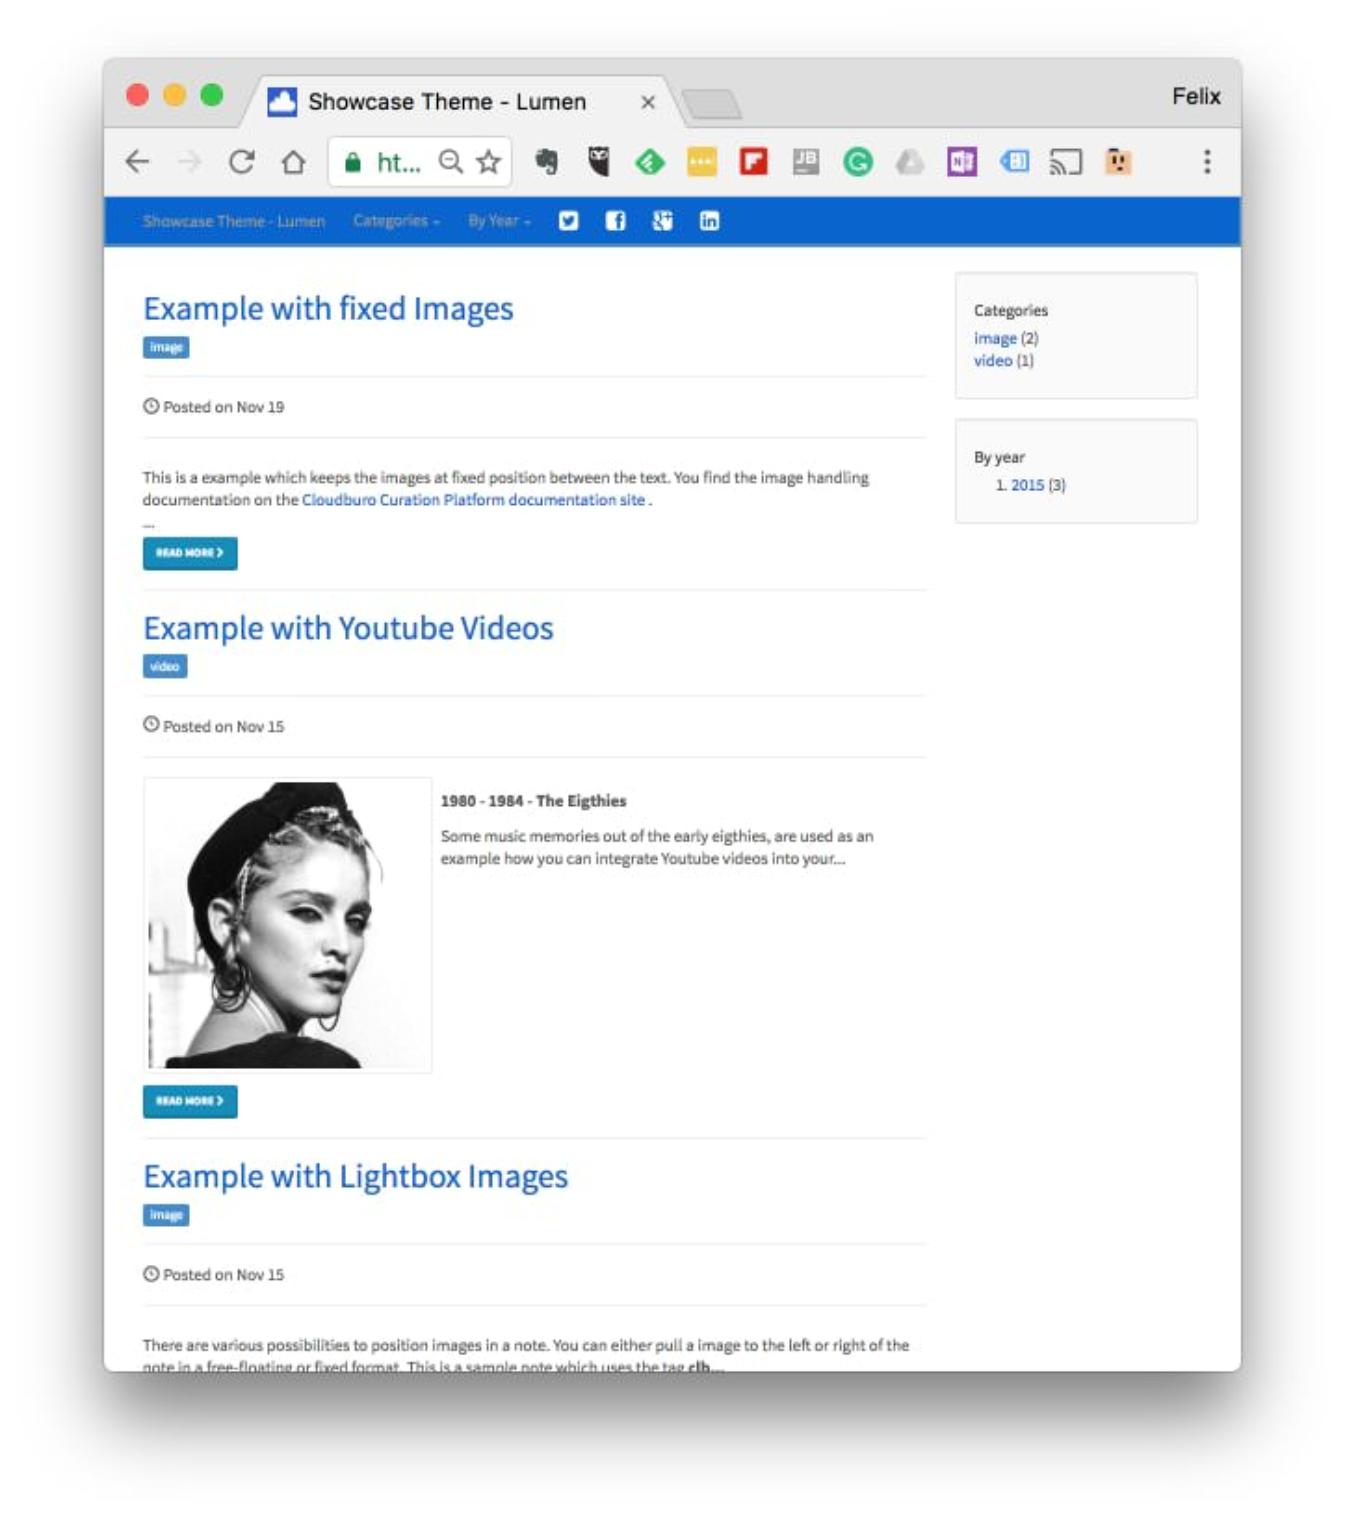 Showcase Theme - Lumen
Felix
ht...
Showcase Theme - Lumen Categories By Year
Example with fixed Images
image
Posted on Nov 19
This is a example which keeps the images at fixed position between the text. You find the image handling
documentation on the Cloudburo Curation Platform documentation site .
...
READ MORE
Example with Youtube Videos
video
Posted on Nov 15
1980 - 1984 - The Eigthies
Some music memories out of the early eigthies, are used as an
example how you can integrate Youtube videos into your...
READ MORE
Example with Lightbox Images
image
Posted on Nov 15
There are various possibilities to position images in a note. You can either pull a image to the left or right of the
note in a free-floating or fixed format. This is a sample note which uses the tag clb...
Categories
image (2)
video (1)
By year
1. 2015 (3)